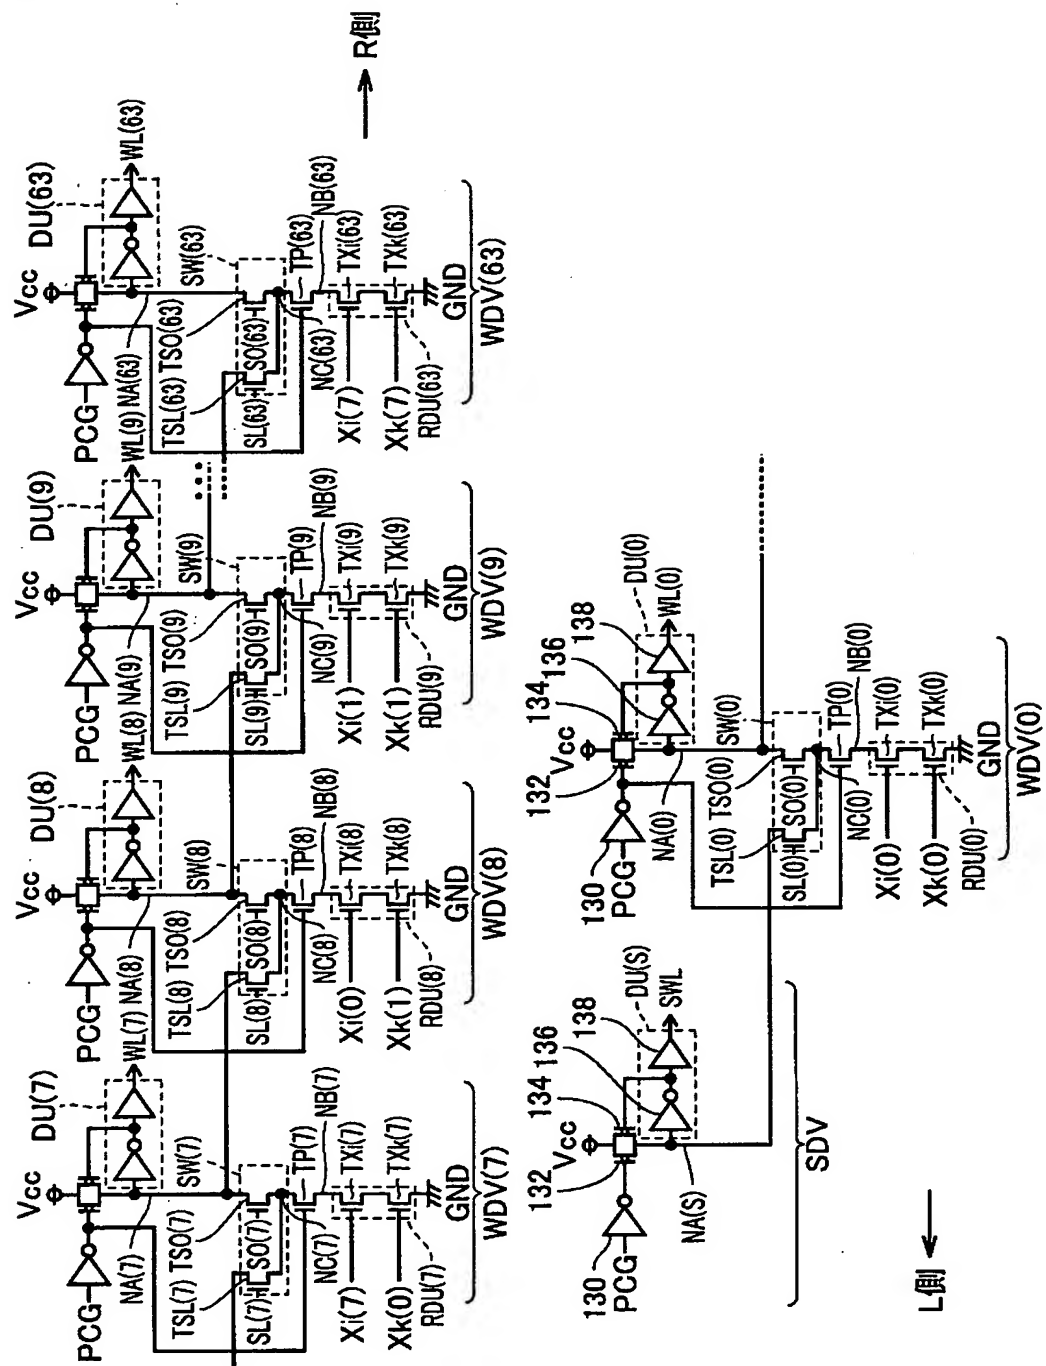 Vcc
DU(7)
PCG
WL(7)
NA(7)
TSO(7)
SW(7)
TSL(7)
SO(7)
SL(7)
TP(7)
NC(7)
NB(7)
Xi(7)
TXi(7)
Xk(0)
TXk(7)
RDU(7)
GND
WDV(7)
Vcc
DU(8)
PCG
WL(8)
NA(8)
TSO(8)
SW(8)
TSL(8)
SO(8)
SL(8)
TP(8)
NC(8)
NB(8)
Xi(0)
TXi(8)
Xk(1)
TXk(8)
RDU(8)
GND
WDV(8)
Vcc
DU(9)
PCG
WL(9)
NA(9)
TSO(9)
SW(9)
TSL(9)
SO(9)
SL(9)
TP(9)
NC(9)
NB(9)
Xi(1)
TXi(9)
Xk(1)
TXk(9)
RDU(9)
GND
WDV(9)
Vcc
DU(63)
PCG
WL(63)
NA(63)
TSO(63)
SW(63)
TSL(63)
SO(63)
SL(63)
TP(63)
NC(63)
NB(63)
Xi(7)
TXi(63)
Xk(7)
TXk(63)
RDU(63)
GND
WDV(63)
R側
130
PCG
132
Vcc
134
136
138
DU(S)
SWL
NA(S)
SDV
130
PCG
132
Vcc
134
136
138
DU(0)
WL(0)
NA(0)
TSO(0)
SW(0)
TSL(0)
SO(0)
SL(0)
TP(0)
NC(0)
NB(0)
Xi(0)
TXi(0)
Xk(0)
TXk(0)
RDU(0)
GND
WDV(0)
L側